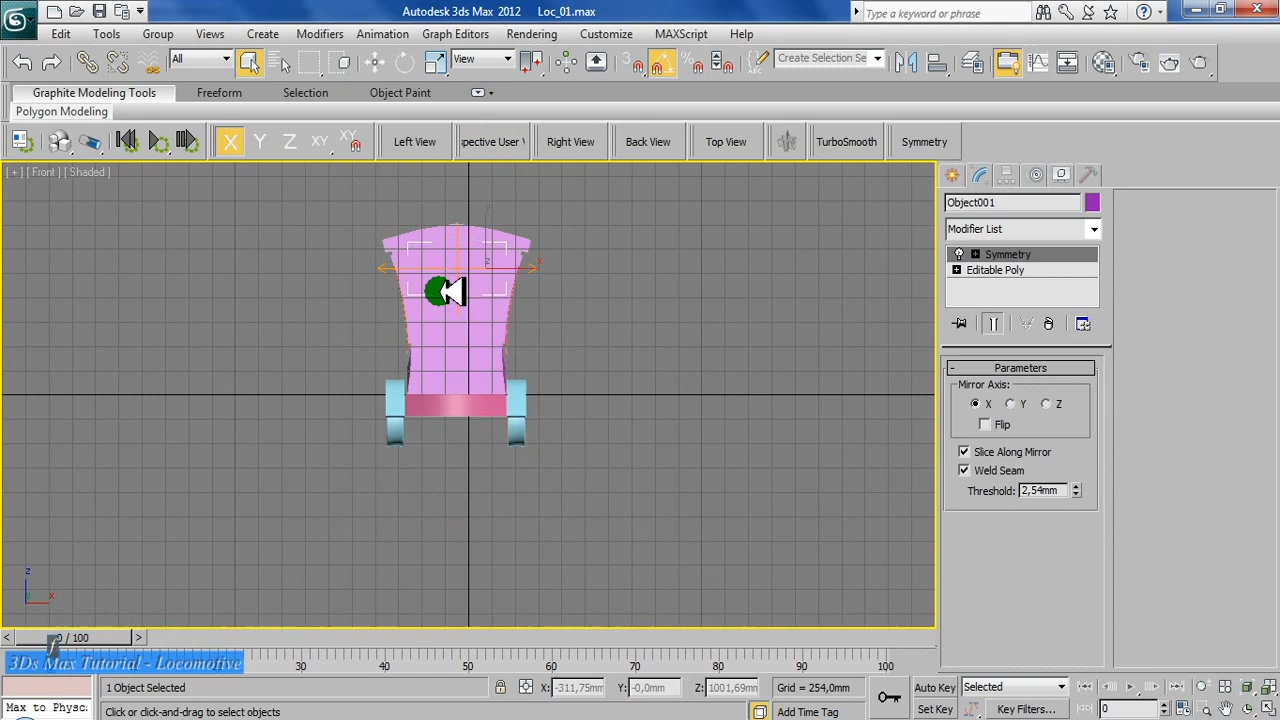 Autodesk 3ds Max 2012 Loc_01.max
Type a keyword or phrase
Edit Tools Group Views Create Modifiers Animation Graph Editors Rendering Customize MAXScript Help
All View 3 Create Selection Se
Graphite Modeling Tools Freeform Selection Object Paint
Polygon Modeling
X Y Z XY XY Left View spective User V Right View Back View Top View TurboSmooth Symmetry
[ + ] [ Front ] [ Shaded ]
Object001
Modifier List
Symmetry
Editable Poly
Parameters
Mirror Axis:
X Y Z
Flip
Slice Along Mirror
Weld Seam
Threshold: 2,54mm
y
x
z
z
x
0 / 100
3Ds Max Tutorial - Locomotive
30 40 50 60 70 80 90 100
1 Object Selected X: -311,75mm Y: -0,0mm Z: 1001,69mm Grid = 254,0mm Auto Key Selected
Max to Physc: Click or click-and-drag to select objects Add Time Tag Set Key Key Filters... 0